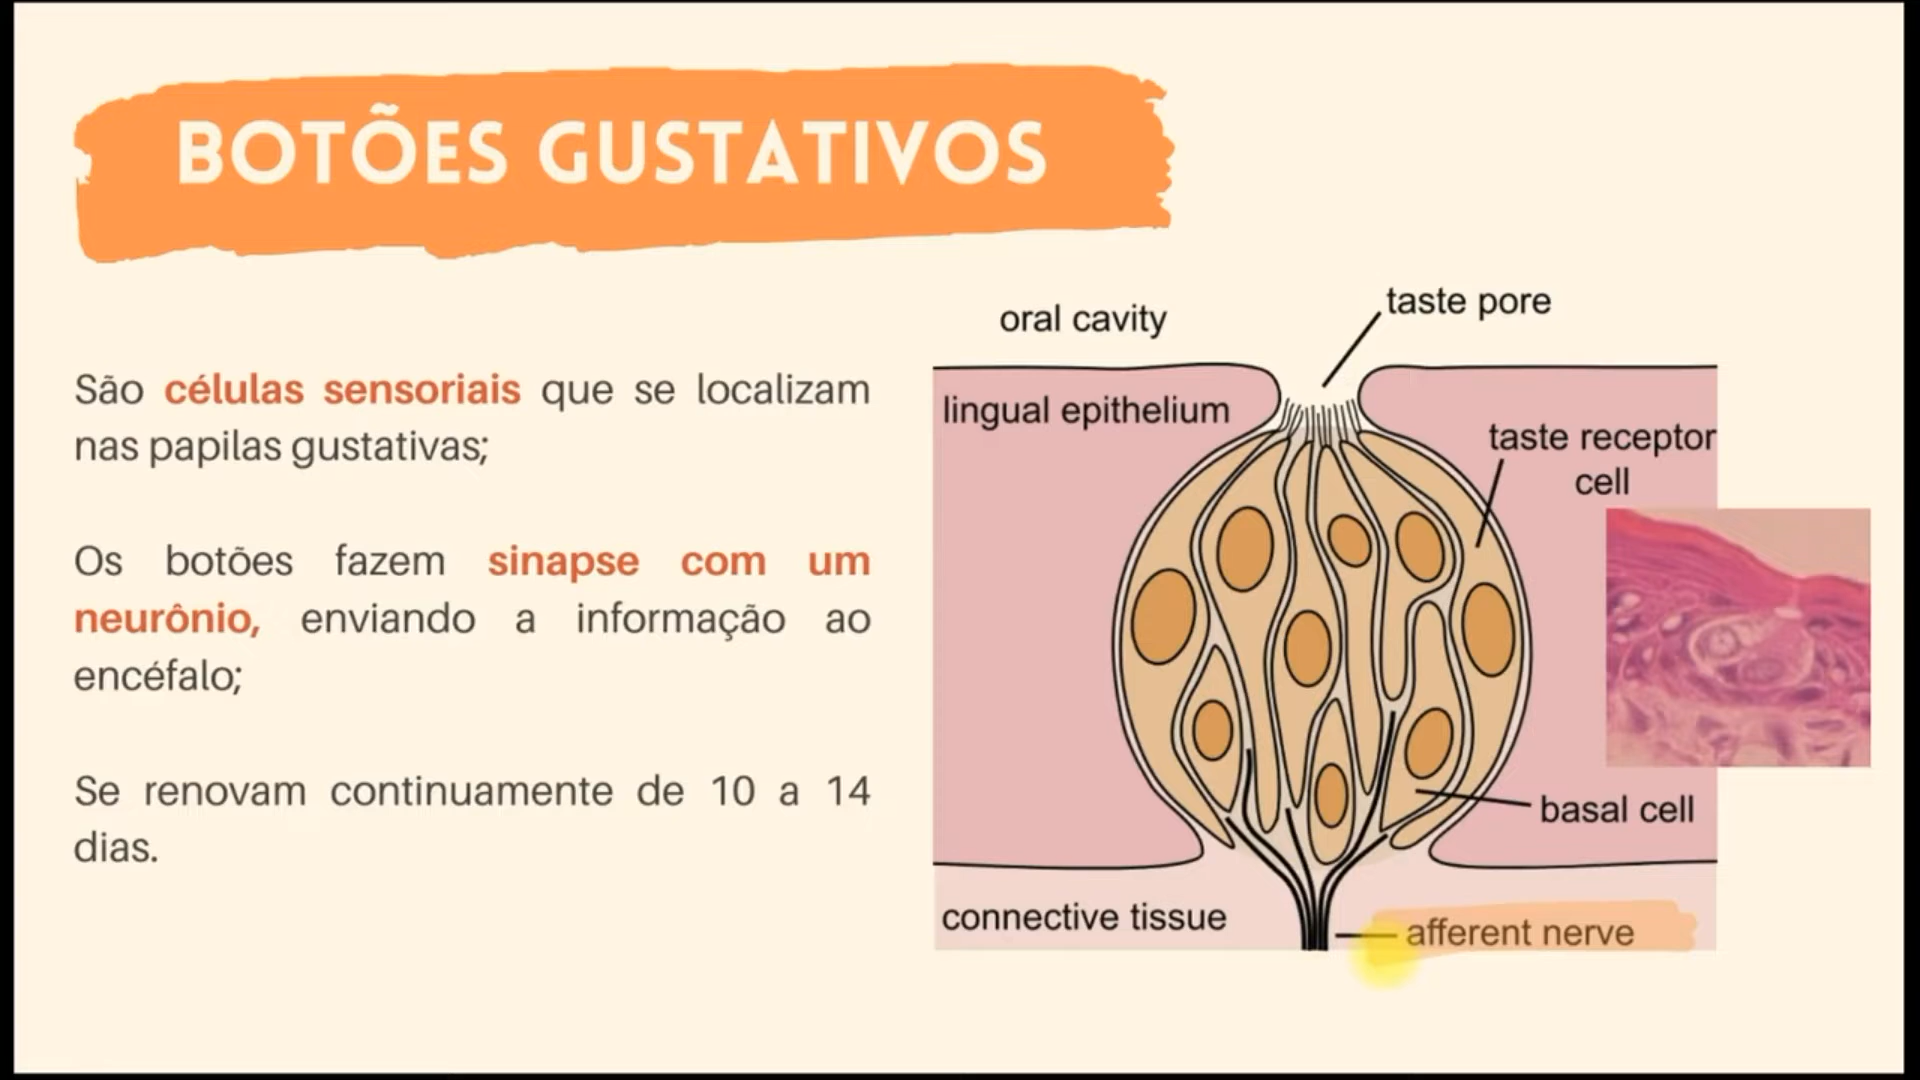 BOTÕES GUSTATIVOS
São células sensoriais que se localizam
nas papilas gustativas;
Os botões fazem sinapse com um
neurônio, enviando a informação ao
encéfalo;
Se renovam continuamente de 10 a 14
dias.
oral cavity
taste pore
lingual epithelium
taste receptor
cell
basal cell
connective tissue
afferent nerve